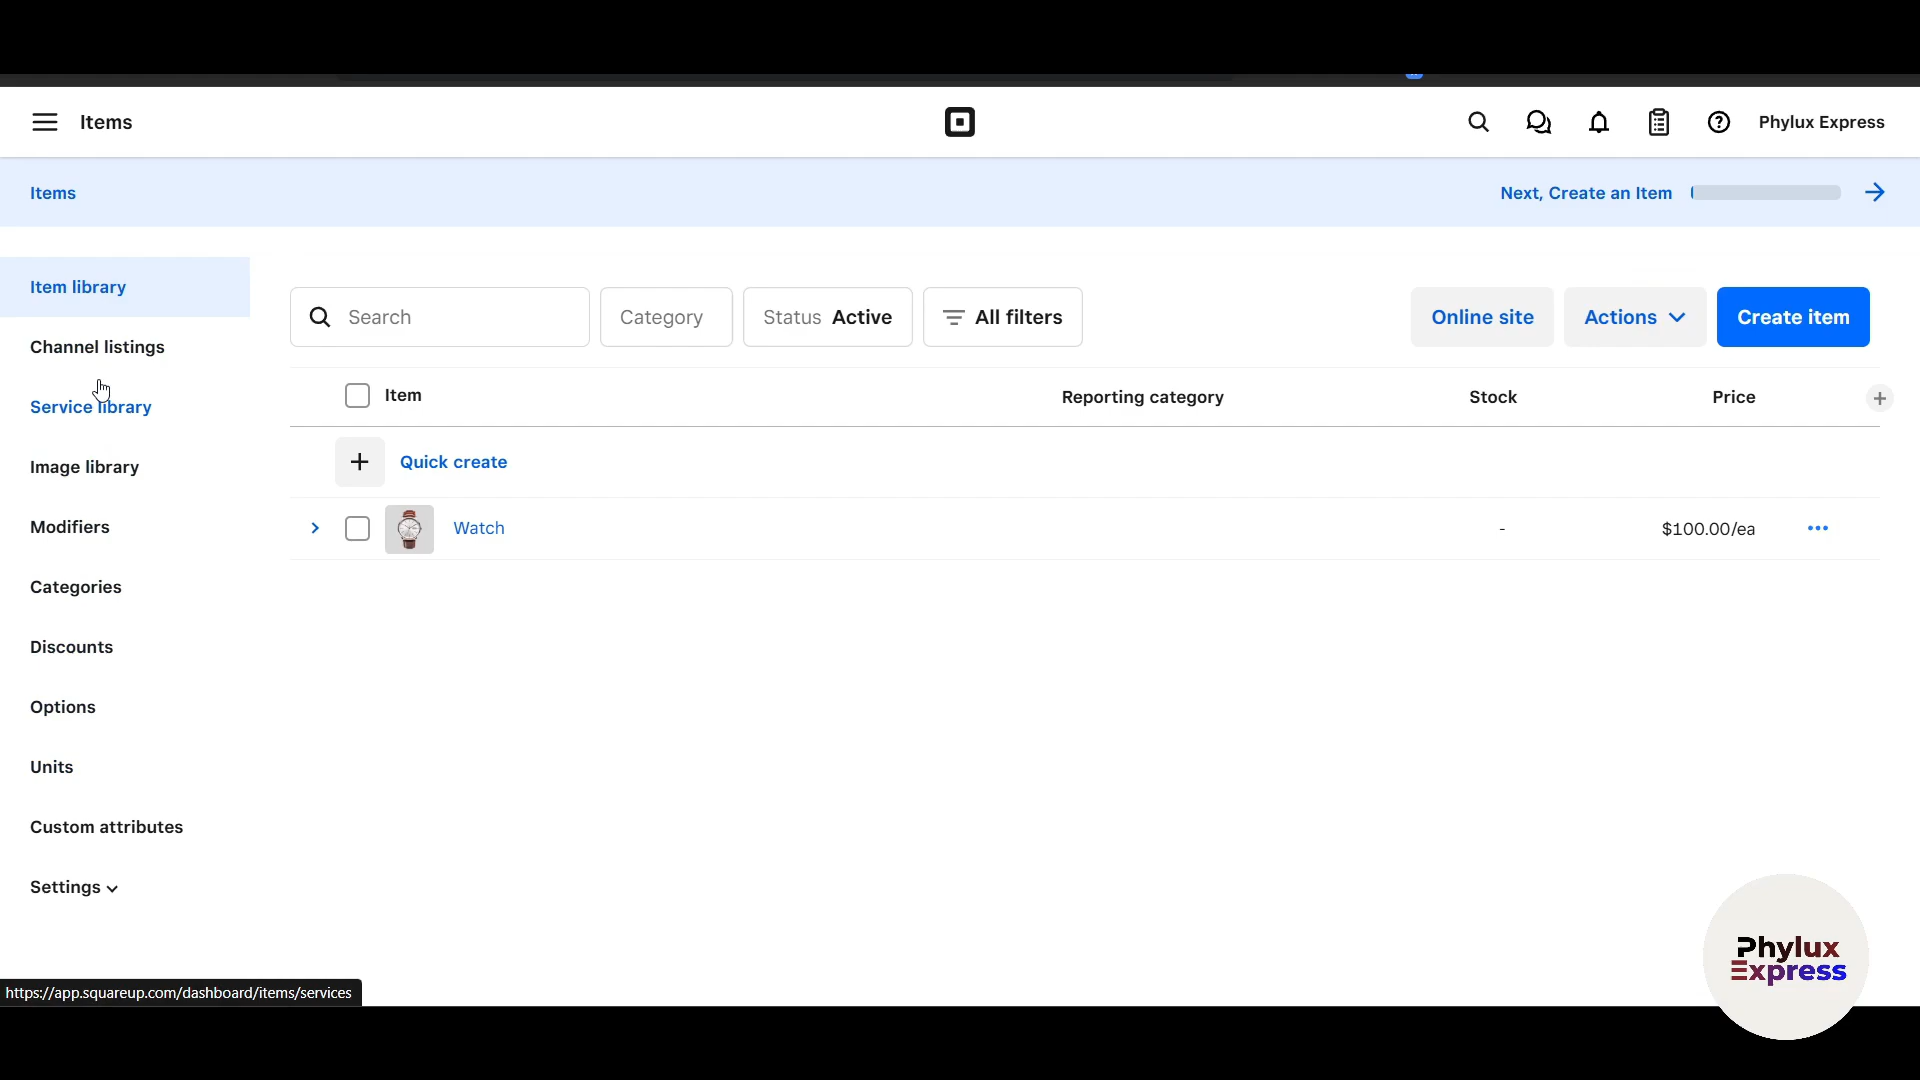 Items
Phylux Express
Items
Next, Create an Item
Item library
Channel listings
Service library
Image library
Modifiers
Categories
Discounts
Options
Units
Custom attributes
Settings
Search
Category
Status Active
All filters
Online site
Actions
Create item
Item
Reporting category
Stock
Price
Quick create
Watch
-
$100.00/ea
Phylux
Express
https://app.squareup.com/dashboard/items/services